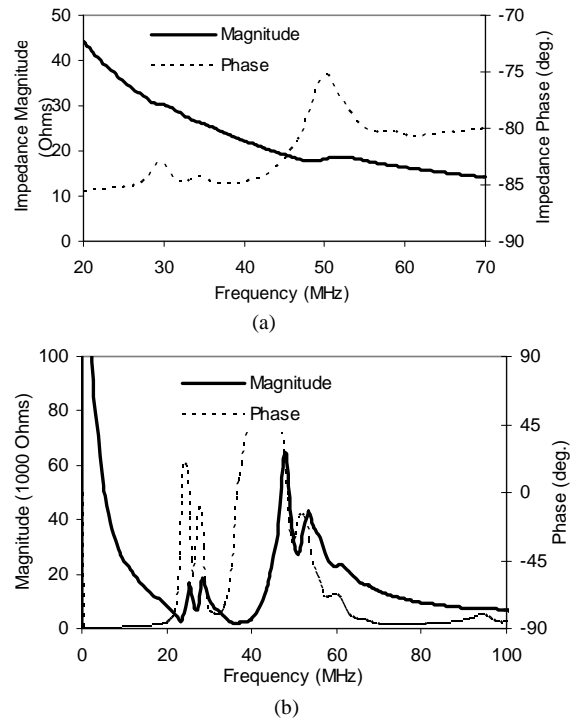 50
40
30
20
10
0
Impedance Magnitude
(Ohms)
Magnitude
Phase
-70
-75
-80
-85
-90
Impedance Phase (deg.)
20 30 40 50 60 70
Frequency (MHz)
(a)
100
80
60
40
20
0
Magnitude (1000 Ohms)
Magnitude
Phase
90
45
0
-45
-90
Phase (deg.)
0 20 40 60 80 100
Frequency (MHz)
(b)